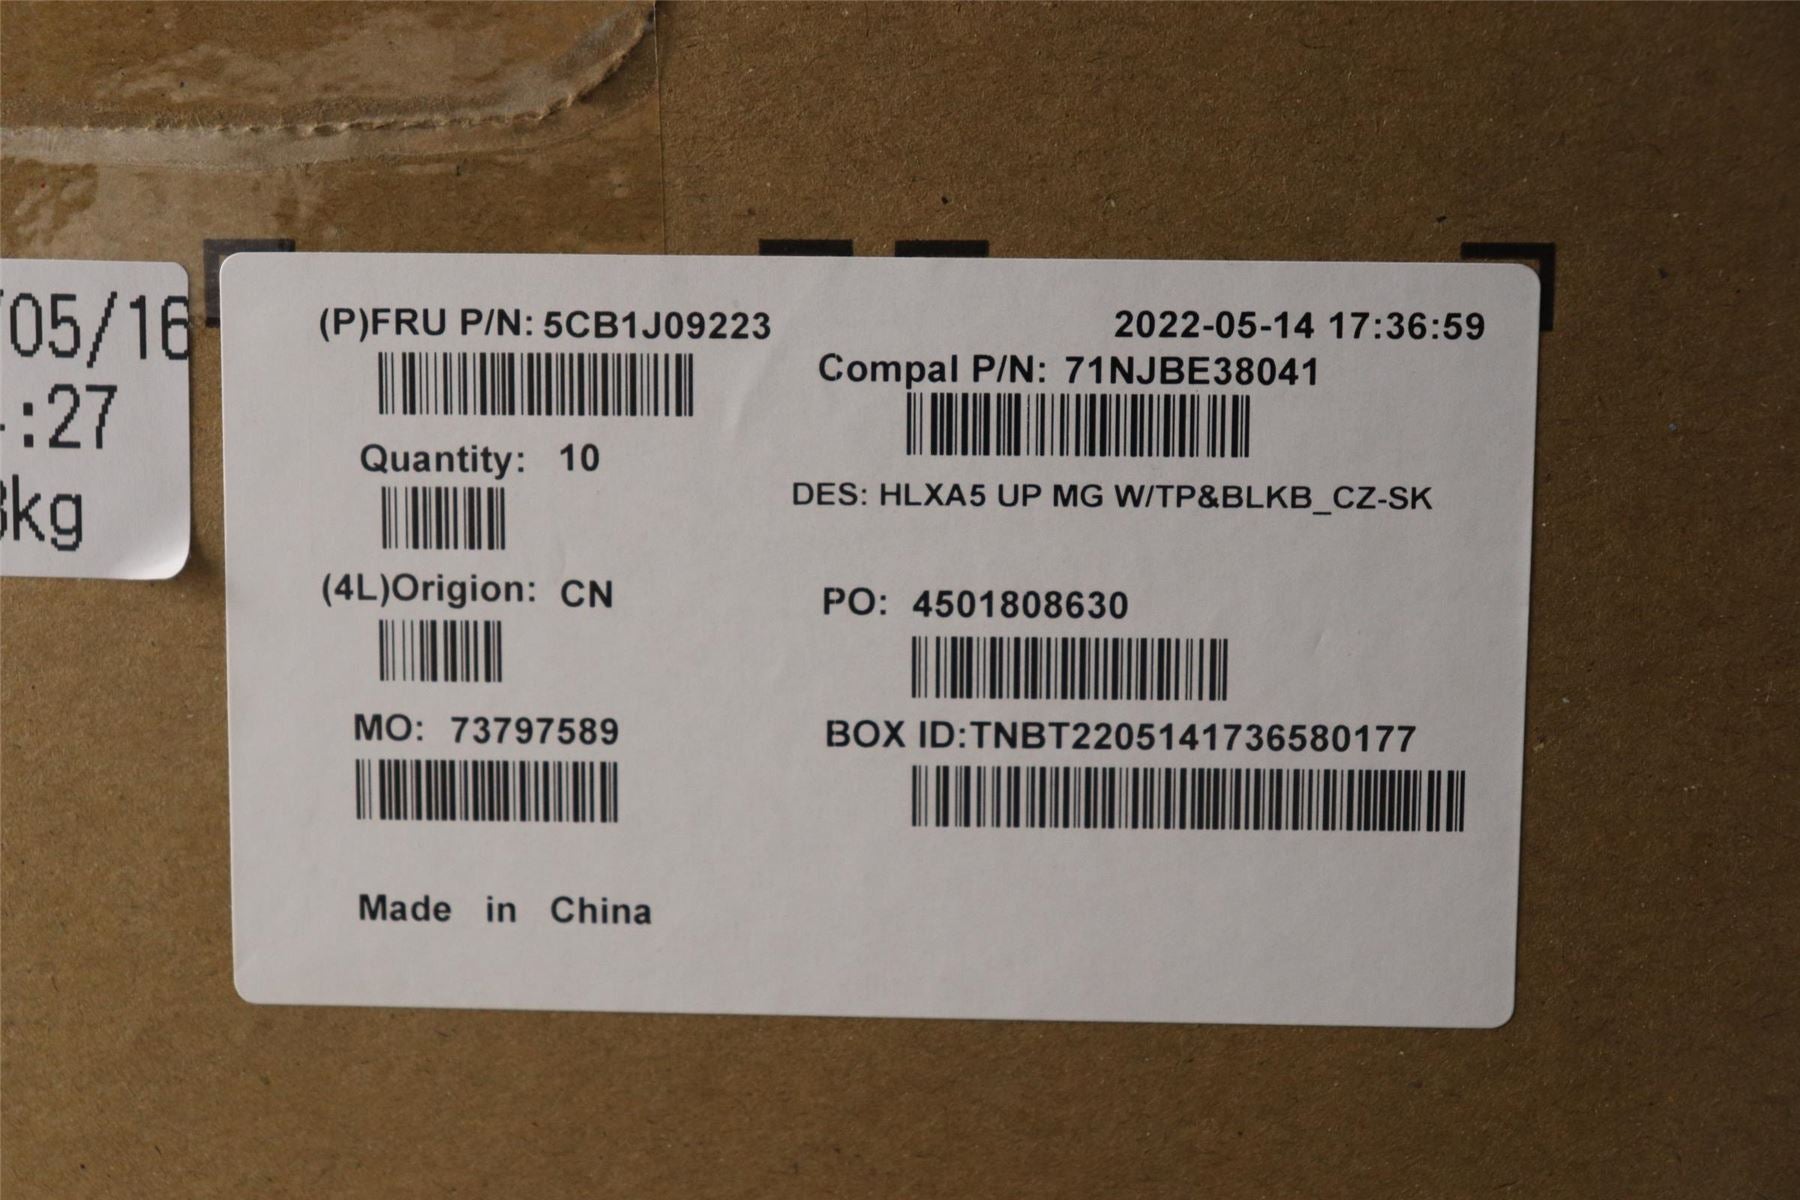 /05/16
:27
kg
(P)FRU P/N: 5CB1J09223
2022-05-14 17:36:59
Compal P/N: 71NJBE38041
Quantity: 10
DES: HLXA5 UP MG W/TP&BLKB_CZ-SK
(4L)Origion: CN
PO: 4501808630
MO: 73797589
BOX ID:TNBT2205141736580177
Made in China